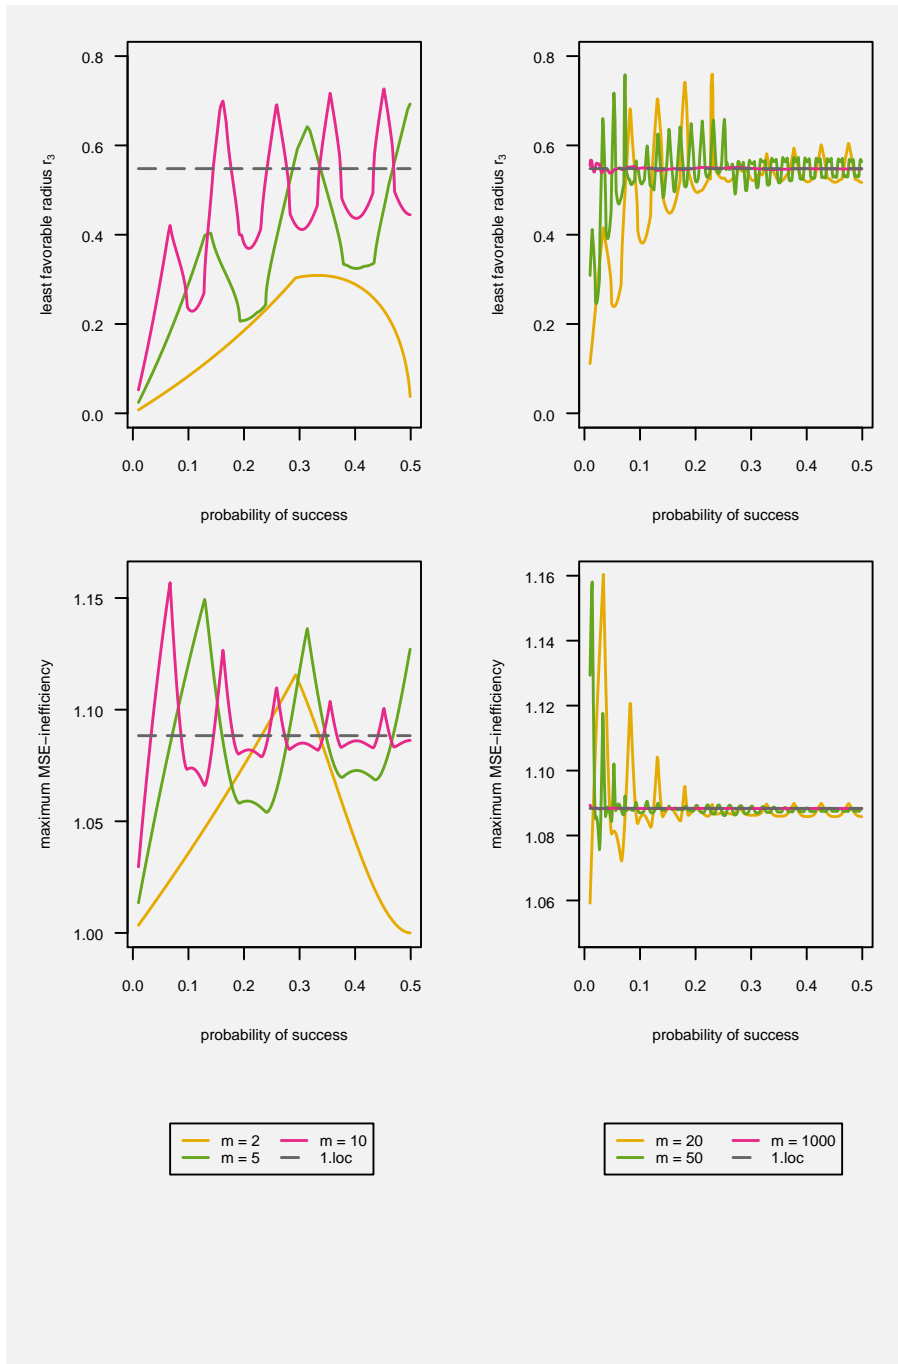 0.8
0.6
0.4
0.2
0.0
least favorable radius r3
0.0 0.1 0.2 0.3 0.4 0.5
probability of success
0.8
0.6
0.4
0.2
0.0
least favorable radius r3
0.0 0.1 0.2 0.3 0.4 0.5
probability of success
1.15
1.10
1.05
1.00
maximum MSE−inefficiency
0.0 0.1 0.2 0.3 0.4 0.5
probability of success
1.16
1.14
1.12
1.10
1.08
1.06
maximum MSE−inefficiency
0.0 0.1 0.2 0.3 0.4 0.5
probability of success
m = 2 m = 10
m = 5 1.loc
m = 20 m = 1000
m = 50 1.loc